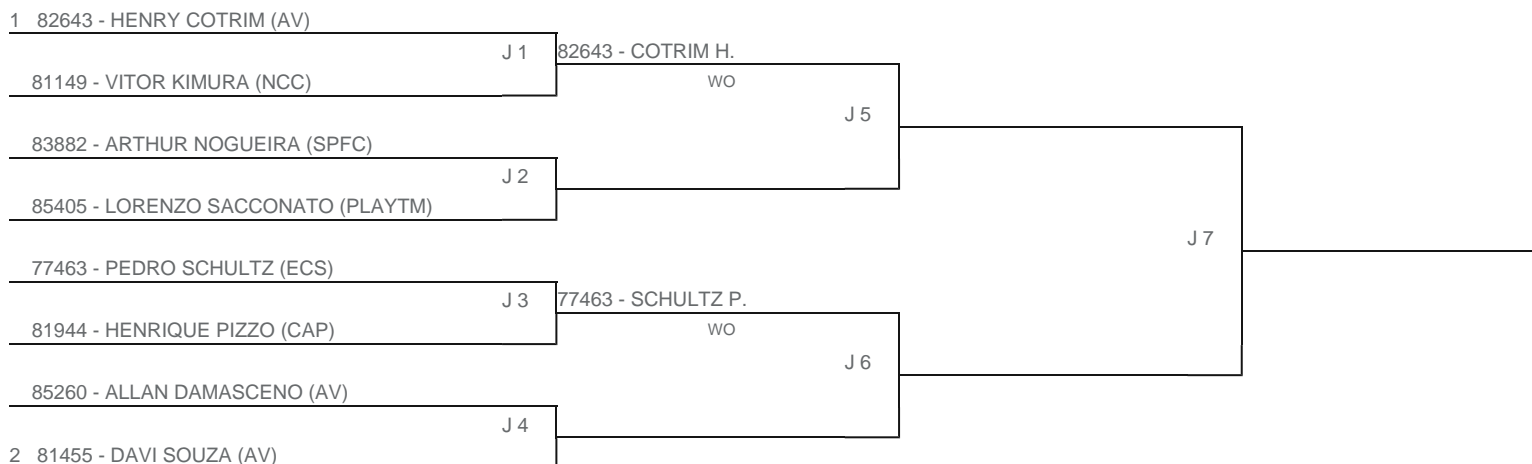 1 82643 - HENRY COTRIM (AV)
J 1
82643 - COTRIM H.
WO
81149 - VITOR KIMURA (NCC)
J 5
83882 - ARTHUR NOGUEIRA (SPFC)
J 2
85405 - LORENZO SACCONATO (PLAYTM)
J 7
77463 - PEDRO SCHULTZ (ECS)
J 3
77463 - SCHULTZ P.
WO
81944 - HENRIQUE PIZZO (CAP)
J 6
85260 - ALLAN DAMASCENO (AV)
J 4
2 81455 - DAVI SOUZA (AV)